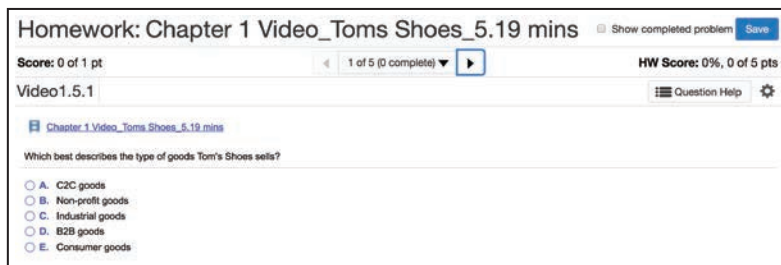 Homework: Chapter 1 Video_Toms Shoes_5.19 mins Show completed problem Save
Score: 0 of 1 pt 1 of 5 (0 complete) HW Score: 0%, 0 of 5 pts
Video1.5.1 Question Help
Chapter 1 Video_Toms Shoes_5.19 mins
Which best describes the type of goods Tom's Shoes sells?
A. C2C goods
B. Non-profit goods
C. Industrial goods
D. B2B goods
E. Consumer goods